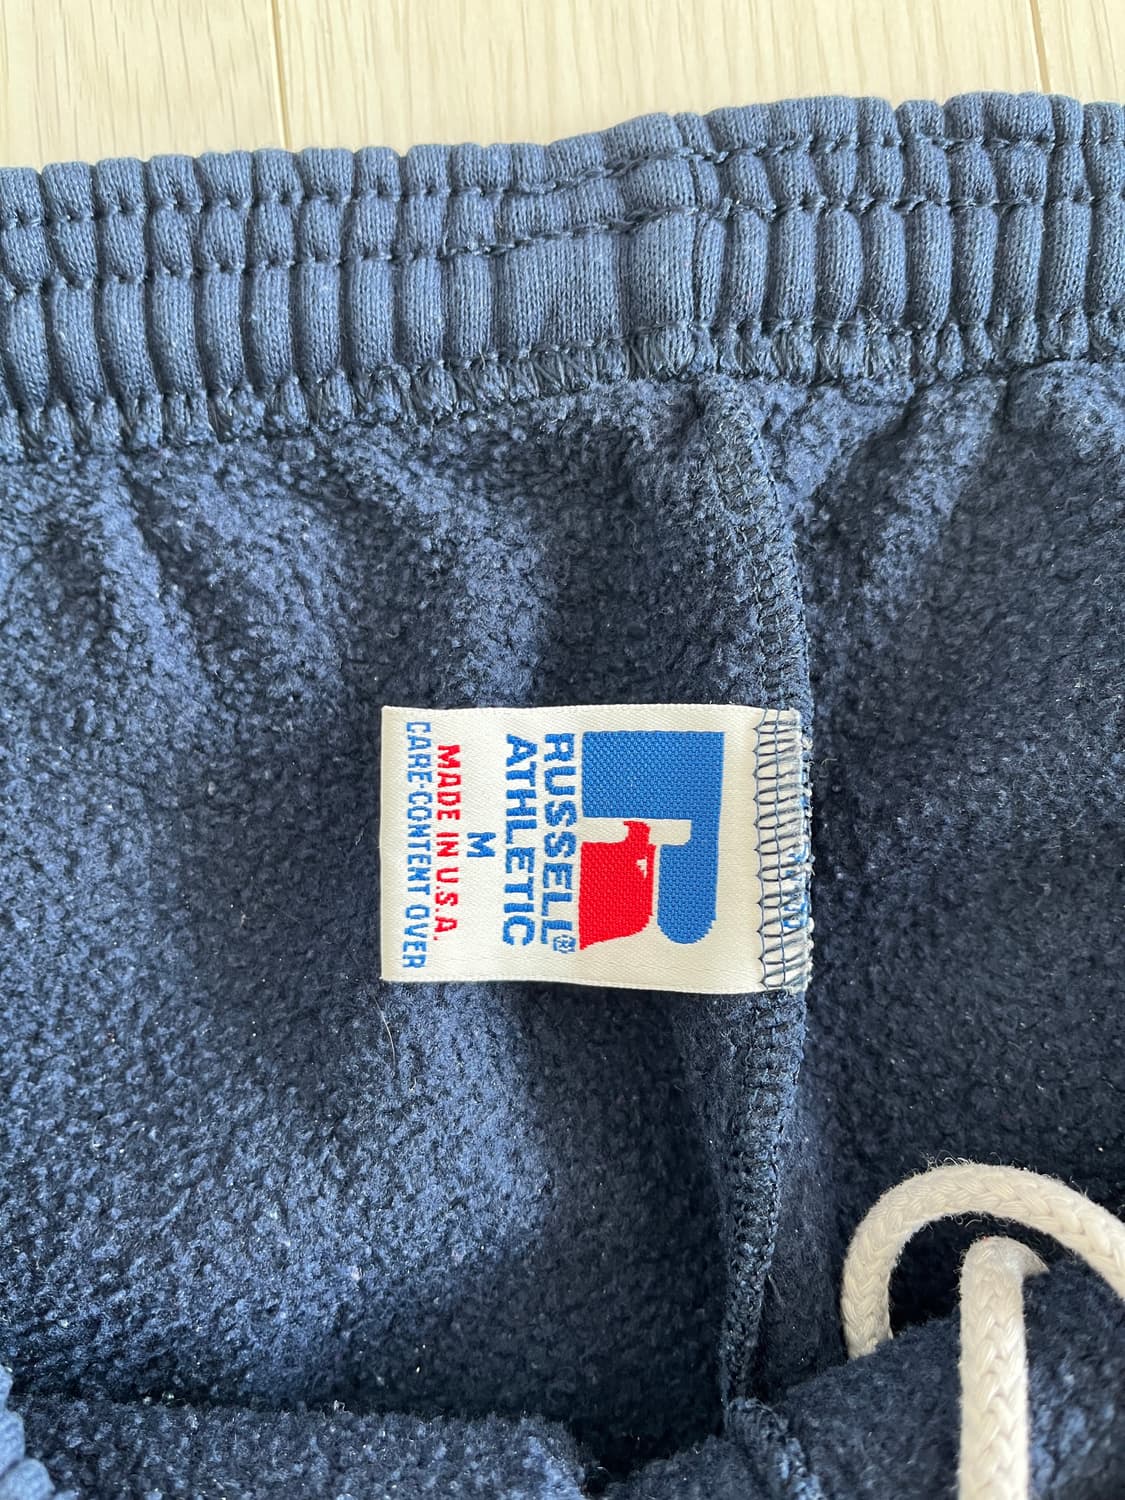 RUSSELL®
ATHLETIC
M
MADE IN U.S.A.
CARE-CONTENT OVER